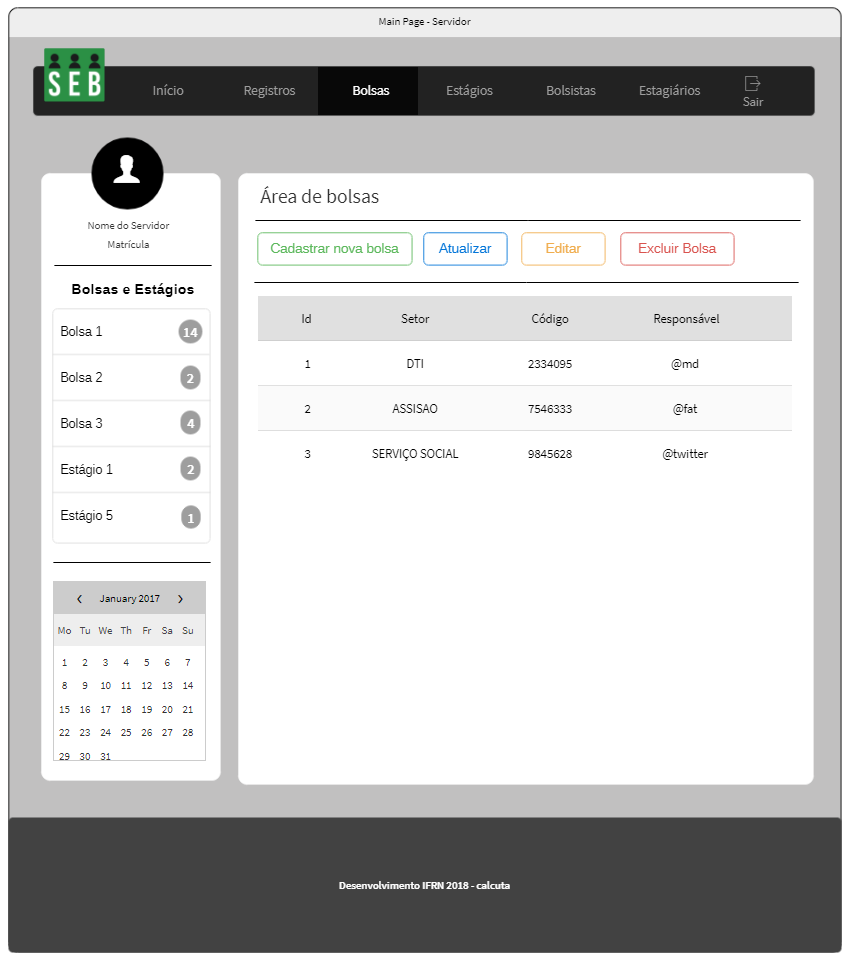 Main Page - Servidor
SEB
Início Registros Bolsas Estágios Bolsistas Estagiários Sair
Nome do Servidor
Matrícula
Bolsas e Estágios
Bolsa 1 14
Bolsa 2 2
Bolsa 3 4
Estágio 1 2
Estágio 5 1
January 2017
Mo Tu We Th Fr Sa Su
1 2 3 4 5 6 7
8 9 10 11 12 13 14
15 16 17 18 19 20 21
22 23 24 25 26 27 28
29 30 31
Área de bolsas
Cadastrar nova bolsa Atualizar Editar Excluir Bolsa
Id Setor Código Responsável
1 DTI 2334095 @md
2 ASSISAO 7546333 @fat
3 SERVIÇO SOCIAL 9845628 @twitter
Desenvolvimento IFRN 2018 - calcuta